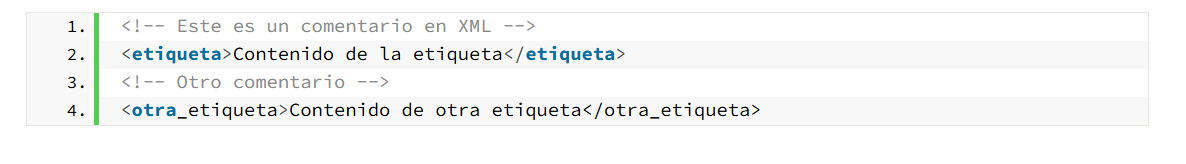 1. <!-- Este es un comentario en XML -->
2. <etiqueta>Contenido de la etiqueta</etiqueta>
3. <!-- Otro comentario -->
4. <otra_etiqueta>Contenido de otra etiqueta</otra_etiqueta>